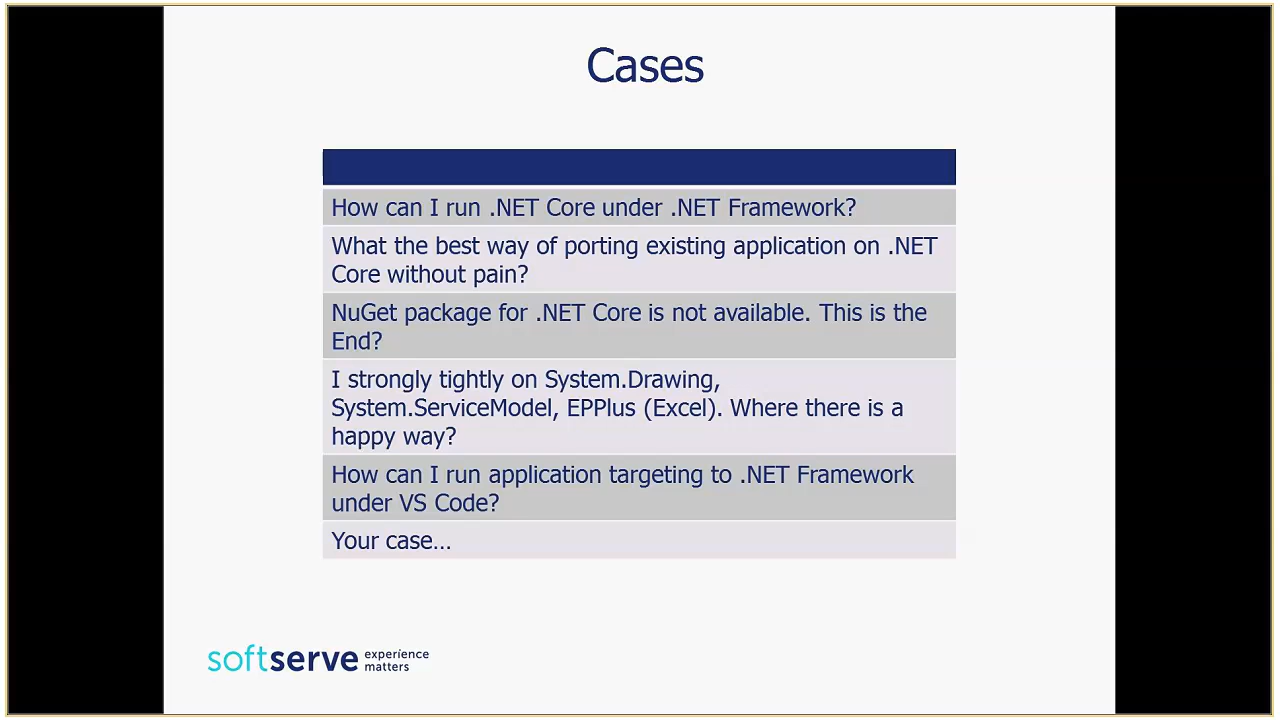 Cases
How can I run .NET Core under .NET Framework?
What the best way of porting existing application on .NET
Core without pain?
NuGet package for .NET Core is not available. This is the
End?
I strongly tightly on System.Drawing,
System.ServiceModel, EPPlus (Excel). Where there is a
happy way?
How can I run application targeting to .NET Framework
under VS Code?
Your case…
softserve experience
matters